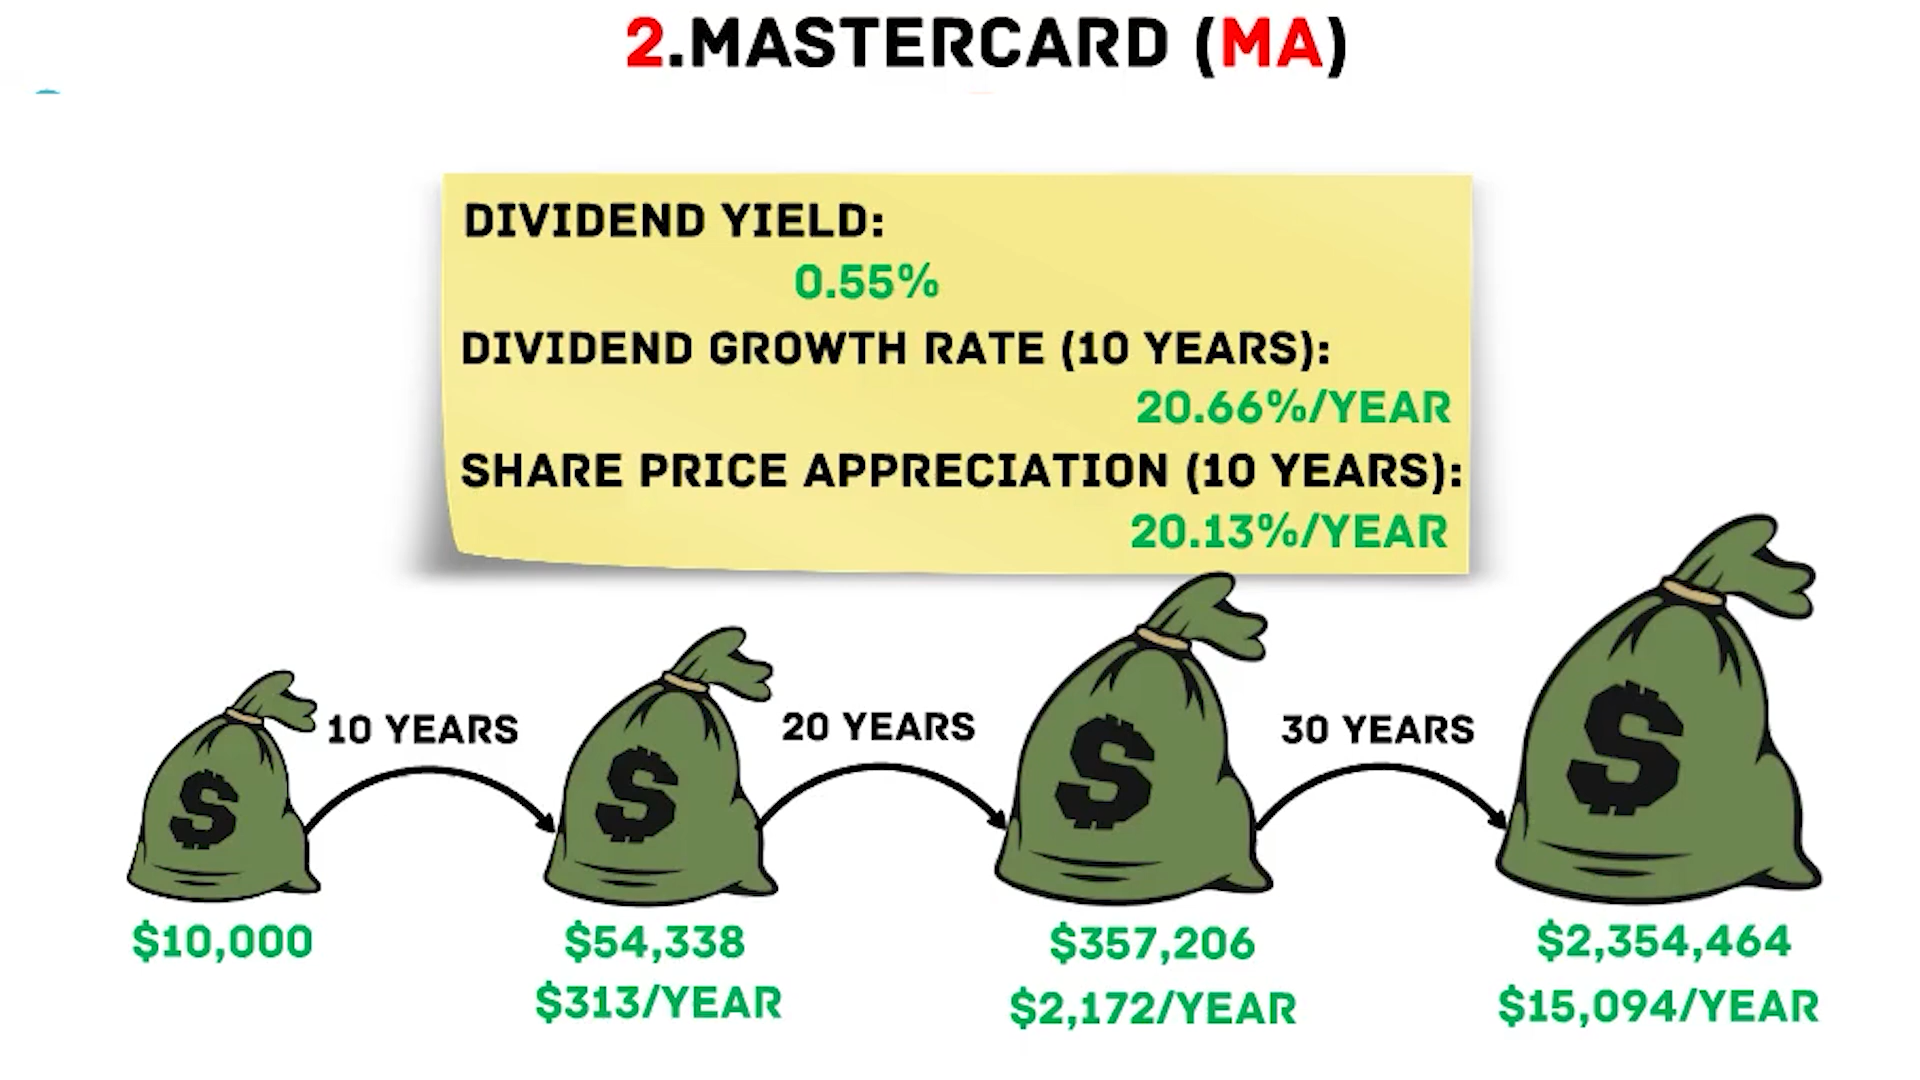 2.MASTERCARD (MA)
DIVIDEND YIELD:
0.55%
DIVIDEND GROWTH RATE (10 YEARS):
20.66%/YEAR
SHARE PRICE APPRECIATION (10 YEARS):
20.13%/YEAR
10 YEARS
20 YEARS
30 YEARS
$
$
$
$
$10,000
$54,338
$357,206
$2,354,464
$313/YEAR
$2,172/YEAR
$15,094/YEAR